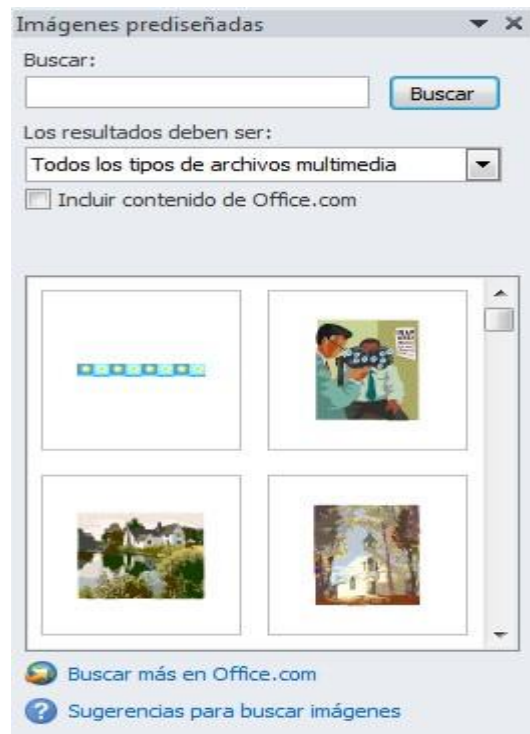 Imágenes prediseñadas
Buscar:
Buscar
Los resultados deben ser:
Todos los tipos de archivos multimedia
Incluir contenido de Office.com
Buscar más en Office.com
Sugerencias para buscar imágenes